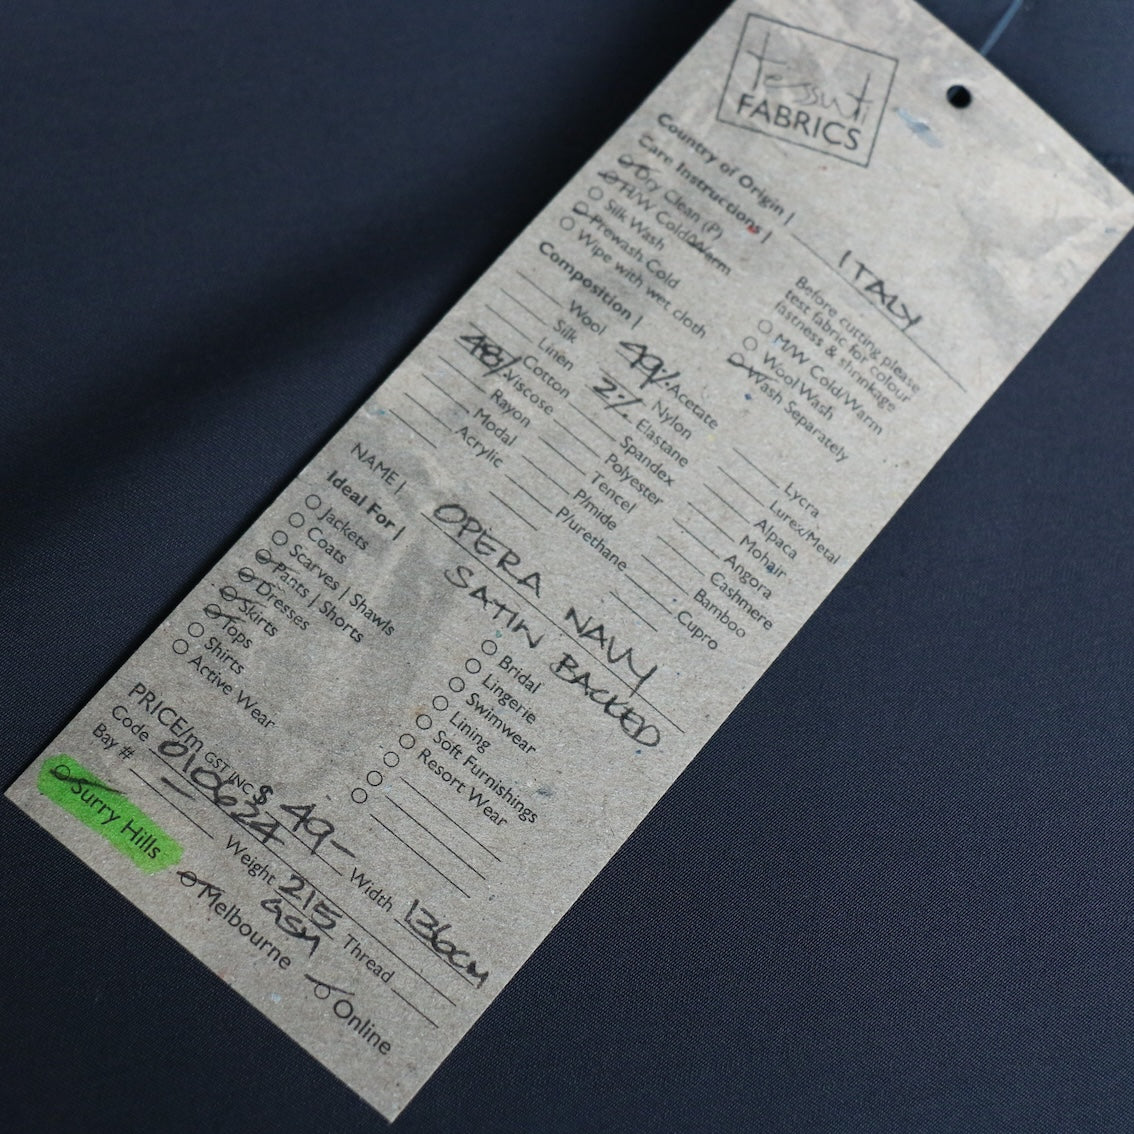 tessuti
FABRICS
Country of Origin | ITALY
Care Instructions |
Dry Clean (P)
H/W Cold/Warm
Silk Wash
Prewash Cold
Wipe with wet cloth
Before cutting please
test fabric for colour
fastness & shrinkage
M/W Cold/Warm
Wool Wash
Wash Separately
Composition |
Wool
Silk
Linen
Cotton
Viscose
Rayon
Modal
Acrylic
49% Acetate
Nylon
2% Elastane
Spandex
Polyester
Tencel
P/mide
P/urethane
Lycra
Lurex/Metal
Alpaca
Mohair
Angora
Cashmere
Bamboo
Cupro
NAME | OPERA NAVY
SATIN BACKED
Ideal For |
Jackets
Coats
Scarves | Shawls
Pants | Shorts
Dresses
Skirts
Tops
Shirts
Active Wear
Bridal
Lingerie
Swimwear
Lining
Soft Furnishings
Resort Wear
PRICE/m GST INC $ 49- Width 136cm
Code 010634 Weight 215 GSM Thread
Bay #
Surry Hills
Melbourne
Online